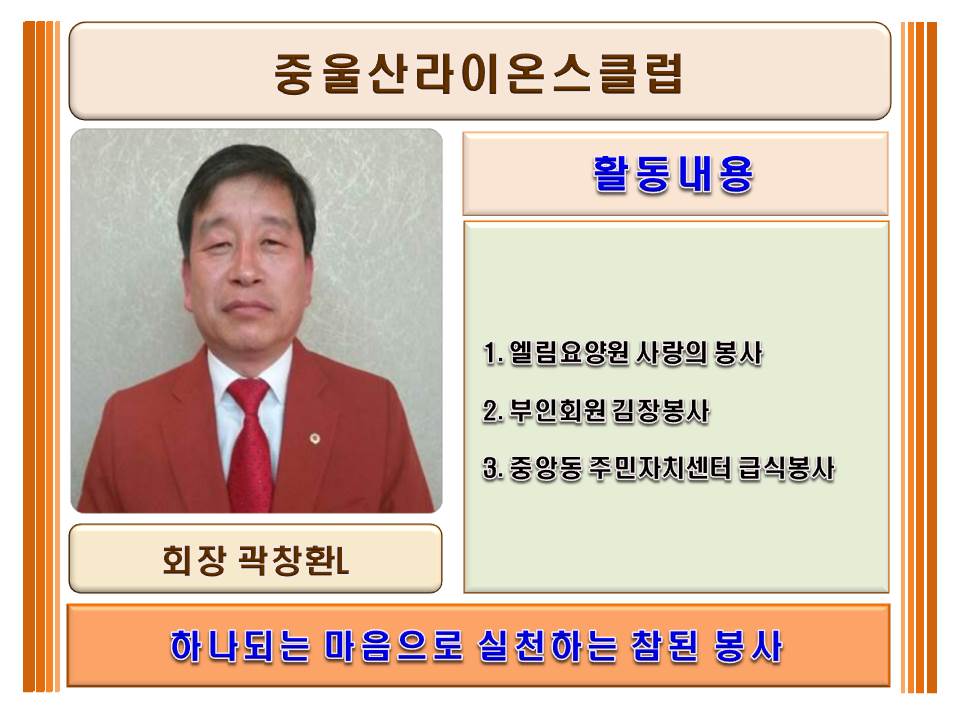 중울산라이온스클럽
활동내용
1. 엘림요양원 사랑의 봉사
2. 부인회원 김장봉사
3. 중앙동 주민자치센터 급식봉사
회장 곽창환L
하나되는 마음으로 실천하는 참된 봉사